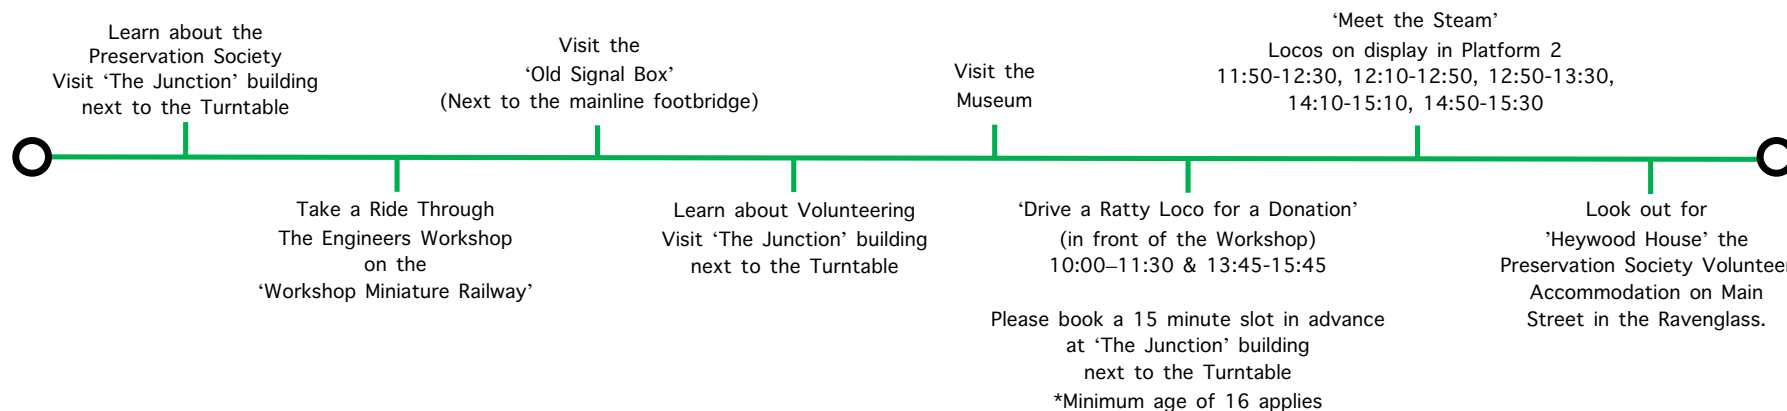 Learn about the
Preservation Society
Visit ‘The Junction’ building
next to the Turntable
Take a Ride Through
The Engineers Workshop
on the
‘Workshop Miniature Railway’
Visit the
‘Old Signal Box’
(Next to the mainline footbridge)
Learn about Volunteering
Visit ‘The Junction’ building
next to the Turntable
Visit the
Museum
‘Drive a Ratty Loco for a Donation’
(in front of the Workshop)
10:00–11:30 & 13:45-15:45
Please book a 15 minute slot in advance
at ‘The Junction’ building
next to the Turntable
*Minimum age of 16 applies
‘Meet the Steam’
Locos on display in Platform 2
11:50-12:30, 12:10-12:50, 12:50-13:30,
14:10-15:10, 14:50-15:30
Look out for
'Heywood House’ the
Preservation Society Volunteer
Accommodation on Main
Street in the Ravenglass.